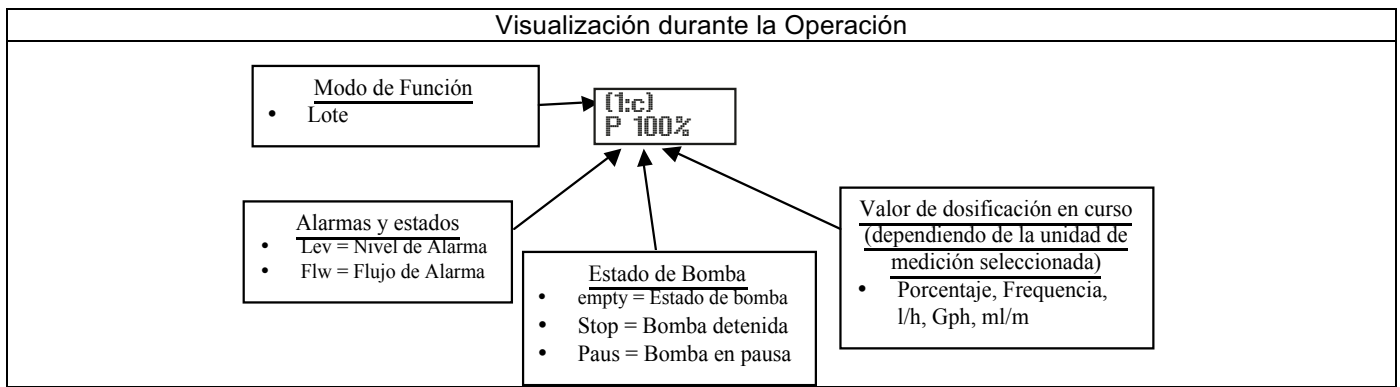 Visualización durante la Operación
Modo de Función
• Lote
(1:c)
P 100%
Alarmas y estados
• Lev = Nivel de Alarma
• Flw = Flujo de Alarma
Estado de Bomba
• empty = Estado de bomba
• Stop = Bomba detenida
• Paus = Bomba en pausa
Valor de dosificación en curso
(dependiendo de la unidad de
medición seleccionada)
• Porcentaje, Frequencia,
l/h, Gph, ml/m